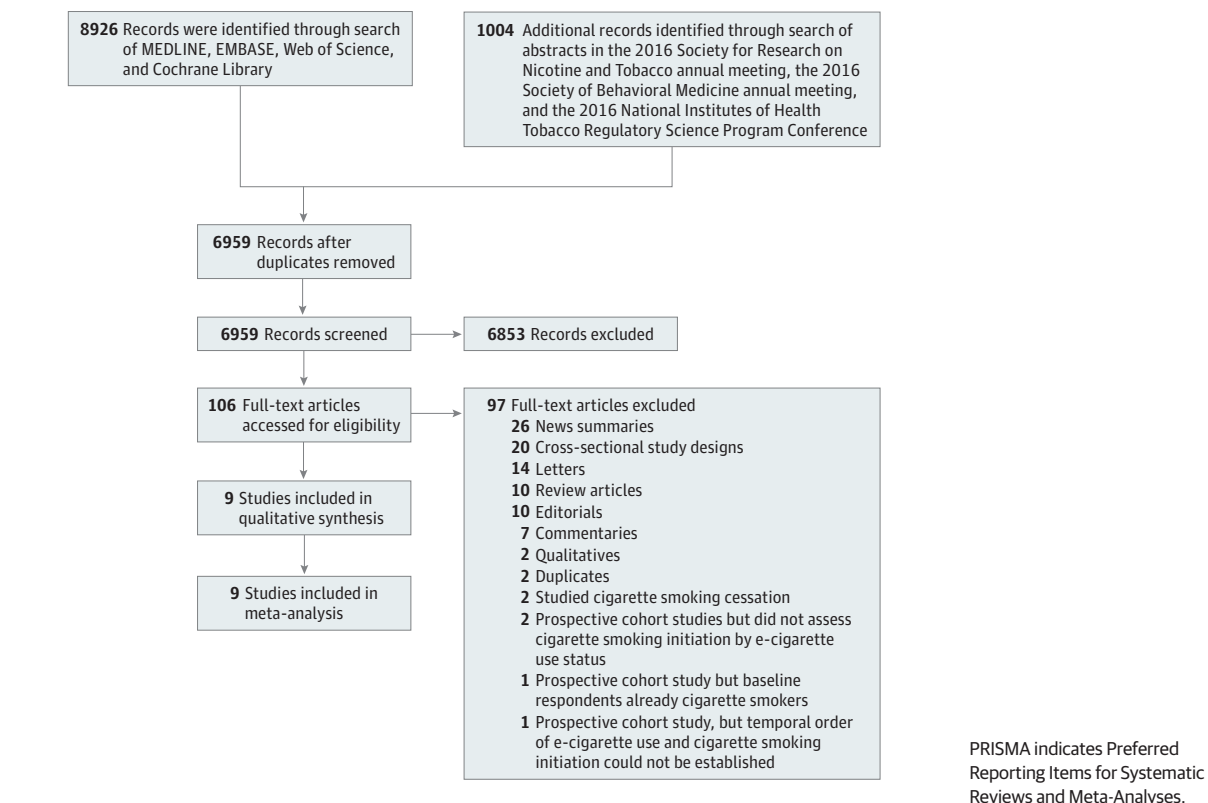 8926 Records were identified through search
of MEDLINE, EMBASE, Web of Science,
and Cochrane Library
1004 Additional records identified through search of
abstracts in the 2016 Society for Research on
Nicotine and Tobacco annual meeting, the 2016
Society of Behavioral Medicine annual meeting,
and the 2016 National Institutes of Health
Tobacco Regulatory Science Program Conference
6959 Records after
duplicates removed
6959 Records screened
6853 Records excluded
106 Full-text articles
accessed for eligibility
97 Full-text articles excluded
26 News summaries
20 Cross-sectional study designs
14 Letters
10 Review articles
10 Editorials
7 Commentaries
2 Qualitatives
2 Duplicates
2 Studied cigarette smoking cessation
2 Prospective cohort studies but did not assess
cigarette smoking initiation by e-cigarette
use status
1 Prospective cohort study but baseline
respondents already cigarette smokers
1 Prospective cohort study, but temporal order
of e-cigarette use and cigarette smoking
initiation could not be established
9 Studies included in
qualitative synthesis
9 Studies included in
meta-analysis
PRISMA indicates Preferred
Reporting Items for Systematic
Reviews and Meta-Analyses.